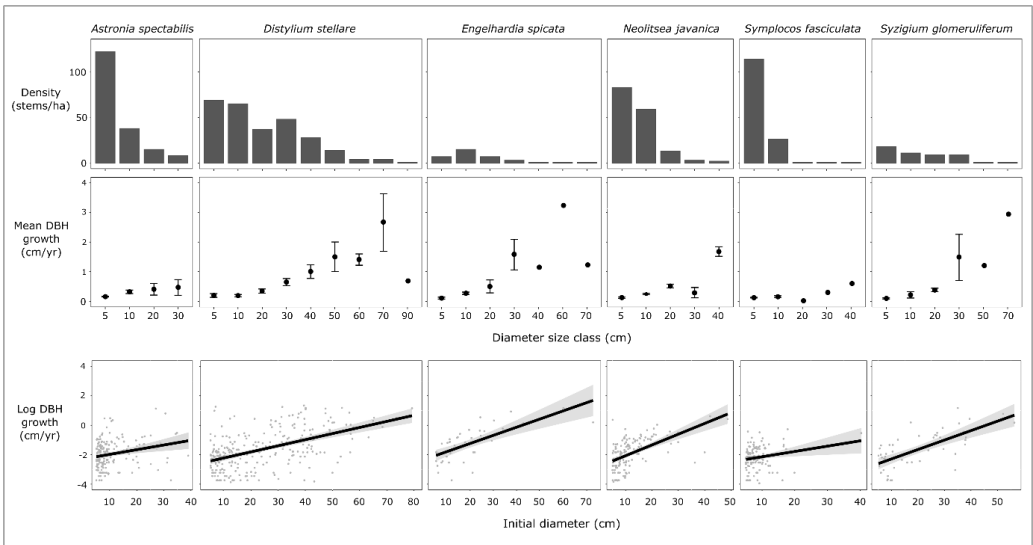 Astronia spectabilis Distylium stellare Engelhardia spicata Neolitsea javanica Symplocos fasciculata Syzigium glomeruliferum
100
Density
(stems/ha)
50
0
4
3
Mean DBH
growth
(cm/yr)
2
1
0
5 10 20 30 5 10 20 30 40 50 60 70 90 5 10 20 30 40 60 70 5 10 20 30 40 5 10 20 30 40 5 10 20 30 50 70
Diameter size class (cm)
4
2
Log DBH
growth
(cm/yr)
0
-2
-4
10 20 30 40 10 20 30 40 50 60 70 80 10 20 30 40 50 60 70 10 20 30 40 50 10 20 30 40 10 20 30 40 50
Initial diameter (cm)